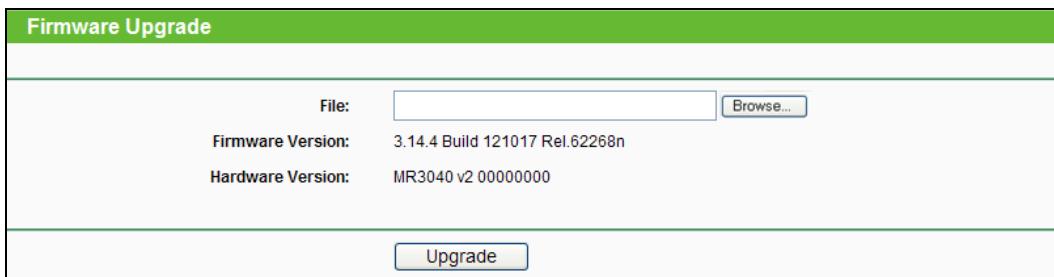 Firmware Upgrade
File: Browse...
Firmware Version: 3.14.4 Build 121017 Rel.62268n
Hardware Version: MR3040 v2 00000000
Upgrade